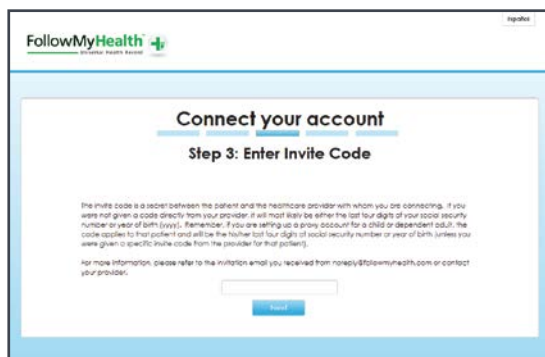 Español
FollowMyHealth
Universal Health Record
Connect your account
Step 3: Enter Invite Code
The invite code is a secret between the patient and the healthcare provider with whom you are connecting. If you
were not given a code directly from your provider, it will most likely be either the last four digits of your social security
number or year of birth (yyyy). Remember, if you are setting up a proxy account for a child or dependent adult, the
code applies to that patient and will be the his/her last four digits of social security number or year of birth (unless you
were given a specific invite code from the provider for that patient).
For more information, please refer to the invitation email you received from noreply@followmyhealth.com or contact
your provider.
Next